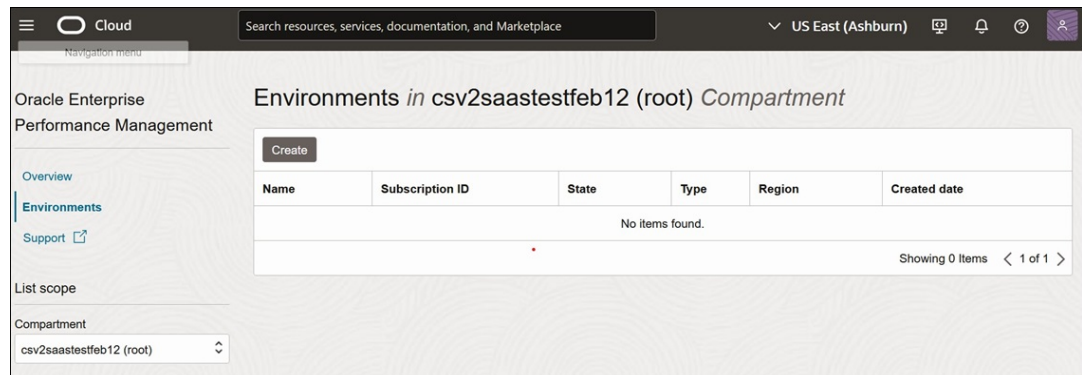 Cloud
Search resources, services, documentation, and Marketplace
US East (Ashburn)
Navigation menu
Oracle Enterprise
Performance Management
Overview
Environments
Support
List scope
Compartment
csv2saastestfeb12 (root)
Environments in csv2saastestfeb12 (root) Compartment
Create
Name Subscription ID State Type Region Created date
No items found.
Showing 0 Items < 1 of 1 >